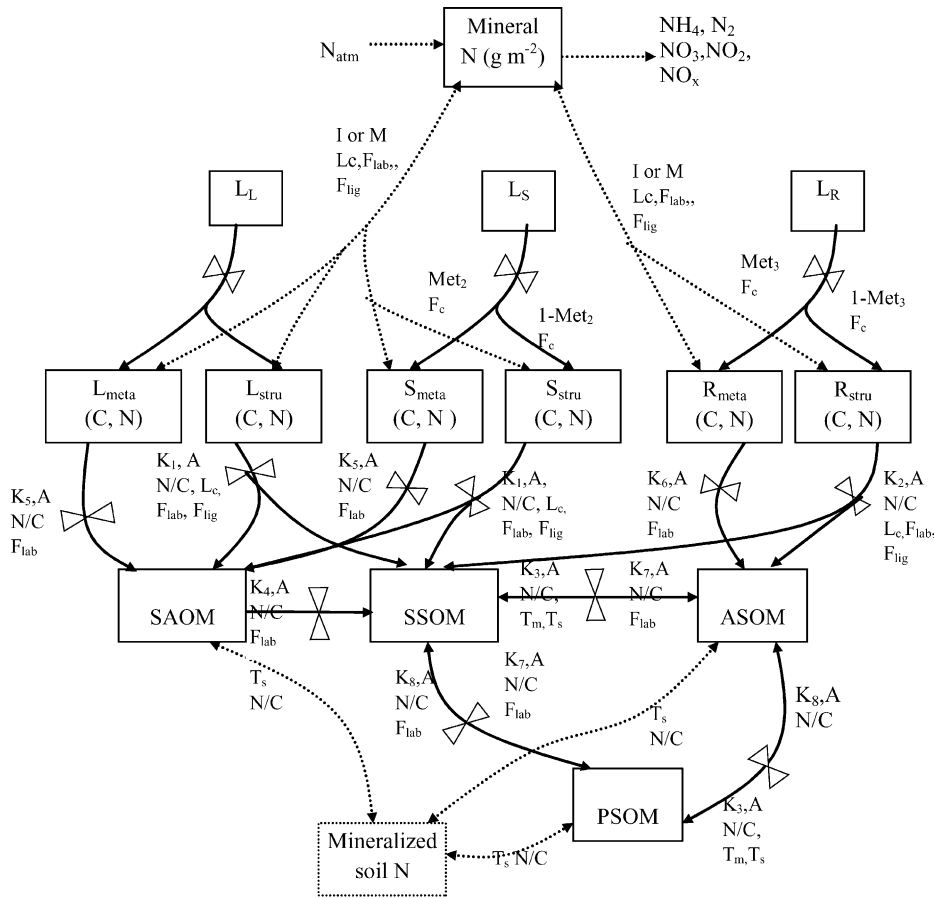 Mineral
N (g m-2)
Natm
NH4, N2
NO3,NO2,
NOx
I or M
Lc,Flab,,
Flig
I or M
Lc,Flab,,
Flig
LL
LS
LR
Met2
Fc
1-Met2
Fc
Met3
Fc
1-Met3
Fc
Lmeta
(C, N)
Lstru
(C, N)
Smeta
(C, N )
Sstru
(C, N)
Rmeta
(C, N)
Rstru
(C, N)
K5,A
N/C
Flab
K1, A
N/C, Lc,
Flab, Flig
K5,A
N/C
Flab
K1,A,
N/C, Lc,
Flab, Flig
K6,A
N/C
Flab
K2,A
N/C
Lc,Flab,
Flig
SAOM
K4,A
N/C
Flab
SSOM
K3,A
N/C,
Tm,Ts
K7,A
N/C
Flab
ASOM
Ts
N/C
K8,A
N/C
Flab
K7,A
N/C
Flab
Ts
N/C
K8,A
N/C
PSOM
K3,A
N/C,
Tm,Ts
Mineralized
soil N
Ts N/C